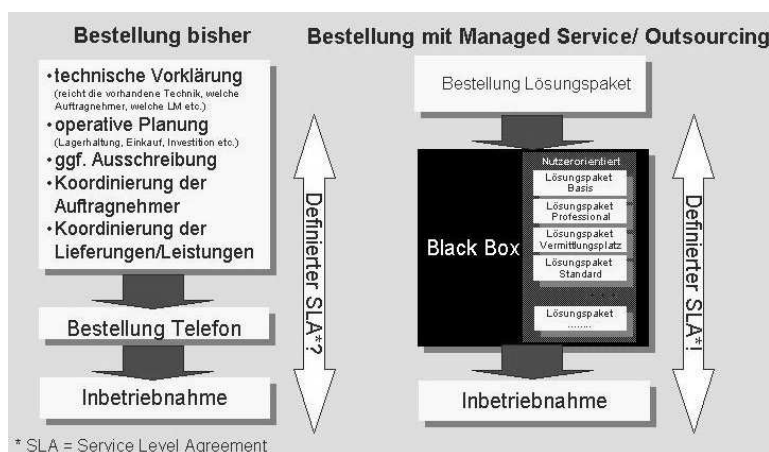 Bestellung bisher
• technische Vorklärung
(reicht die vorhandene Technik, welche
Auftragnehmer, welche LM etc.)
• operative Planung
(Lagerhaltung, Einkauf, Investition etc.)
• ggf. Ausschreibung
• Koordinierung der
Auftragnehmer
• Koordinierung der
Lieferungen/Leistungen
Bestellung Telefon
Inbetriebnahme
Definierter SLA*?
Bestellung mit Managed Service/ Outsourcing
Bestellung Lösungspaket
Black Box
Nutzerorientiert
Lösungspaket
Basis
Lösungspaket
Professional
Lösungspaket
Vermittlungsplatz
Lösungspaket
Standard
. . .
Lösungspaket
........
Inbetriebnahme
Definierter SLA*!
* SLA = Service Level Agreement